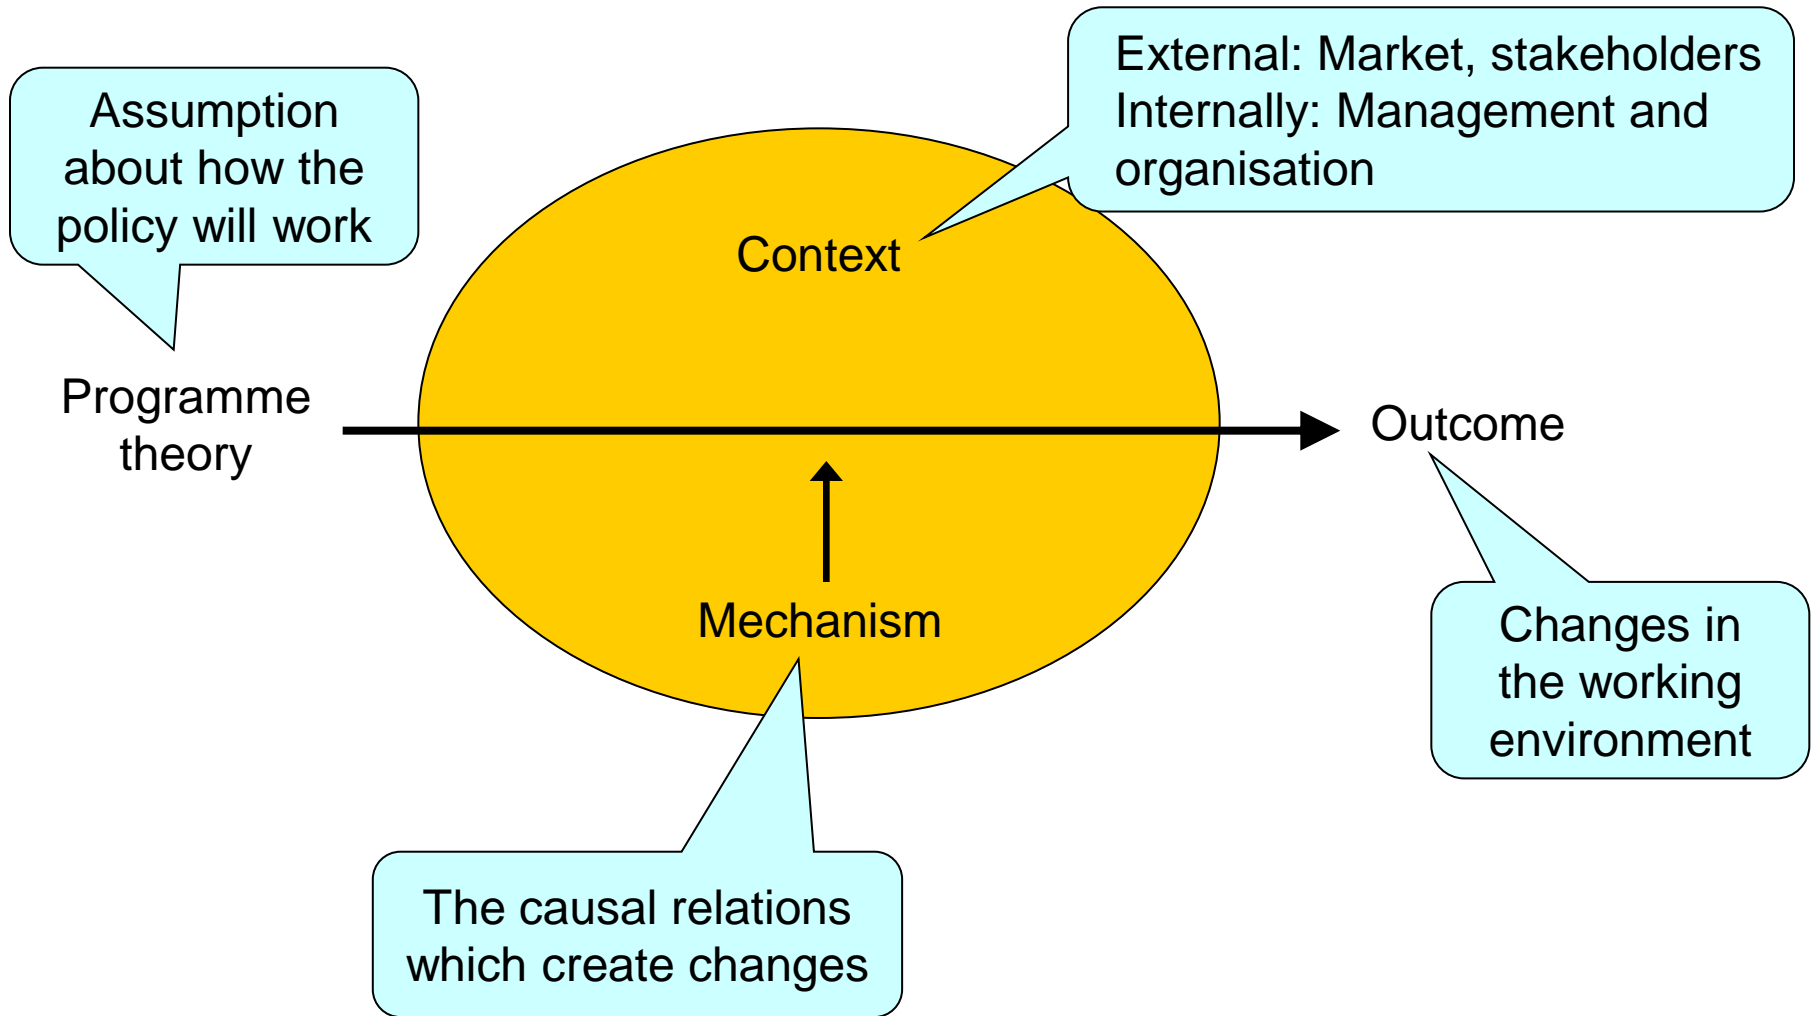 Assumption
about how the
policy will work
External: Market, stakeholders
Internally: Management and
organisation
Context
Programme
theory
Outcome
Mechanism
Changes in
the working
environment
The causal relations
which create changes